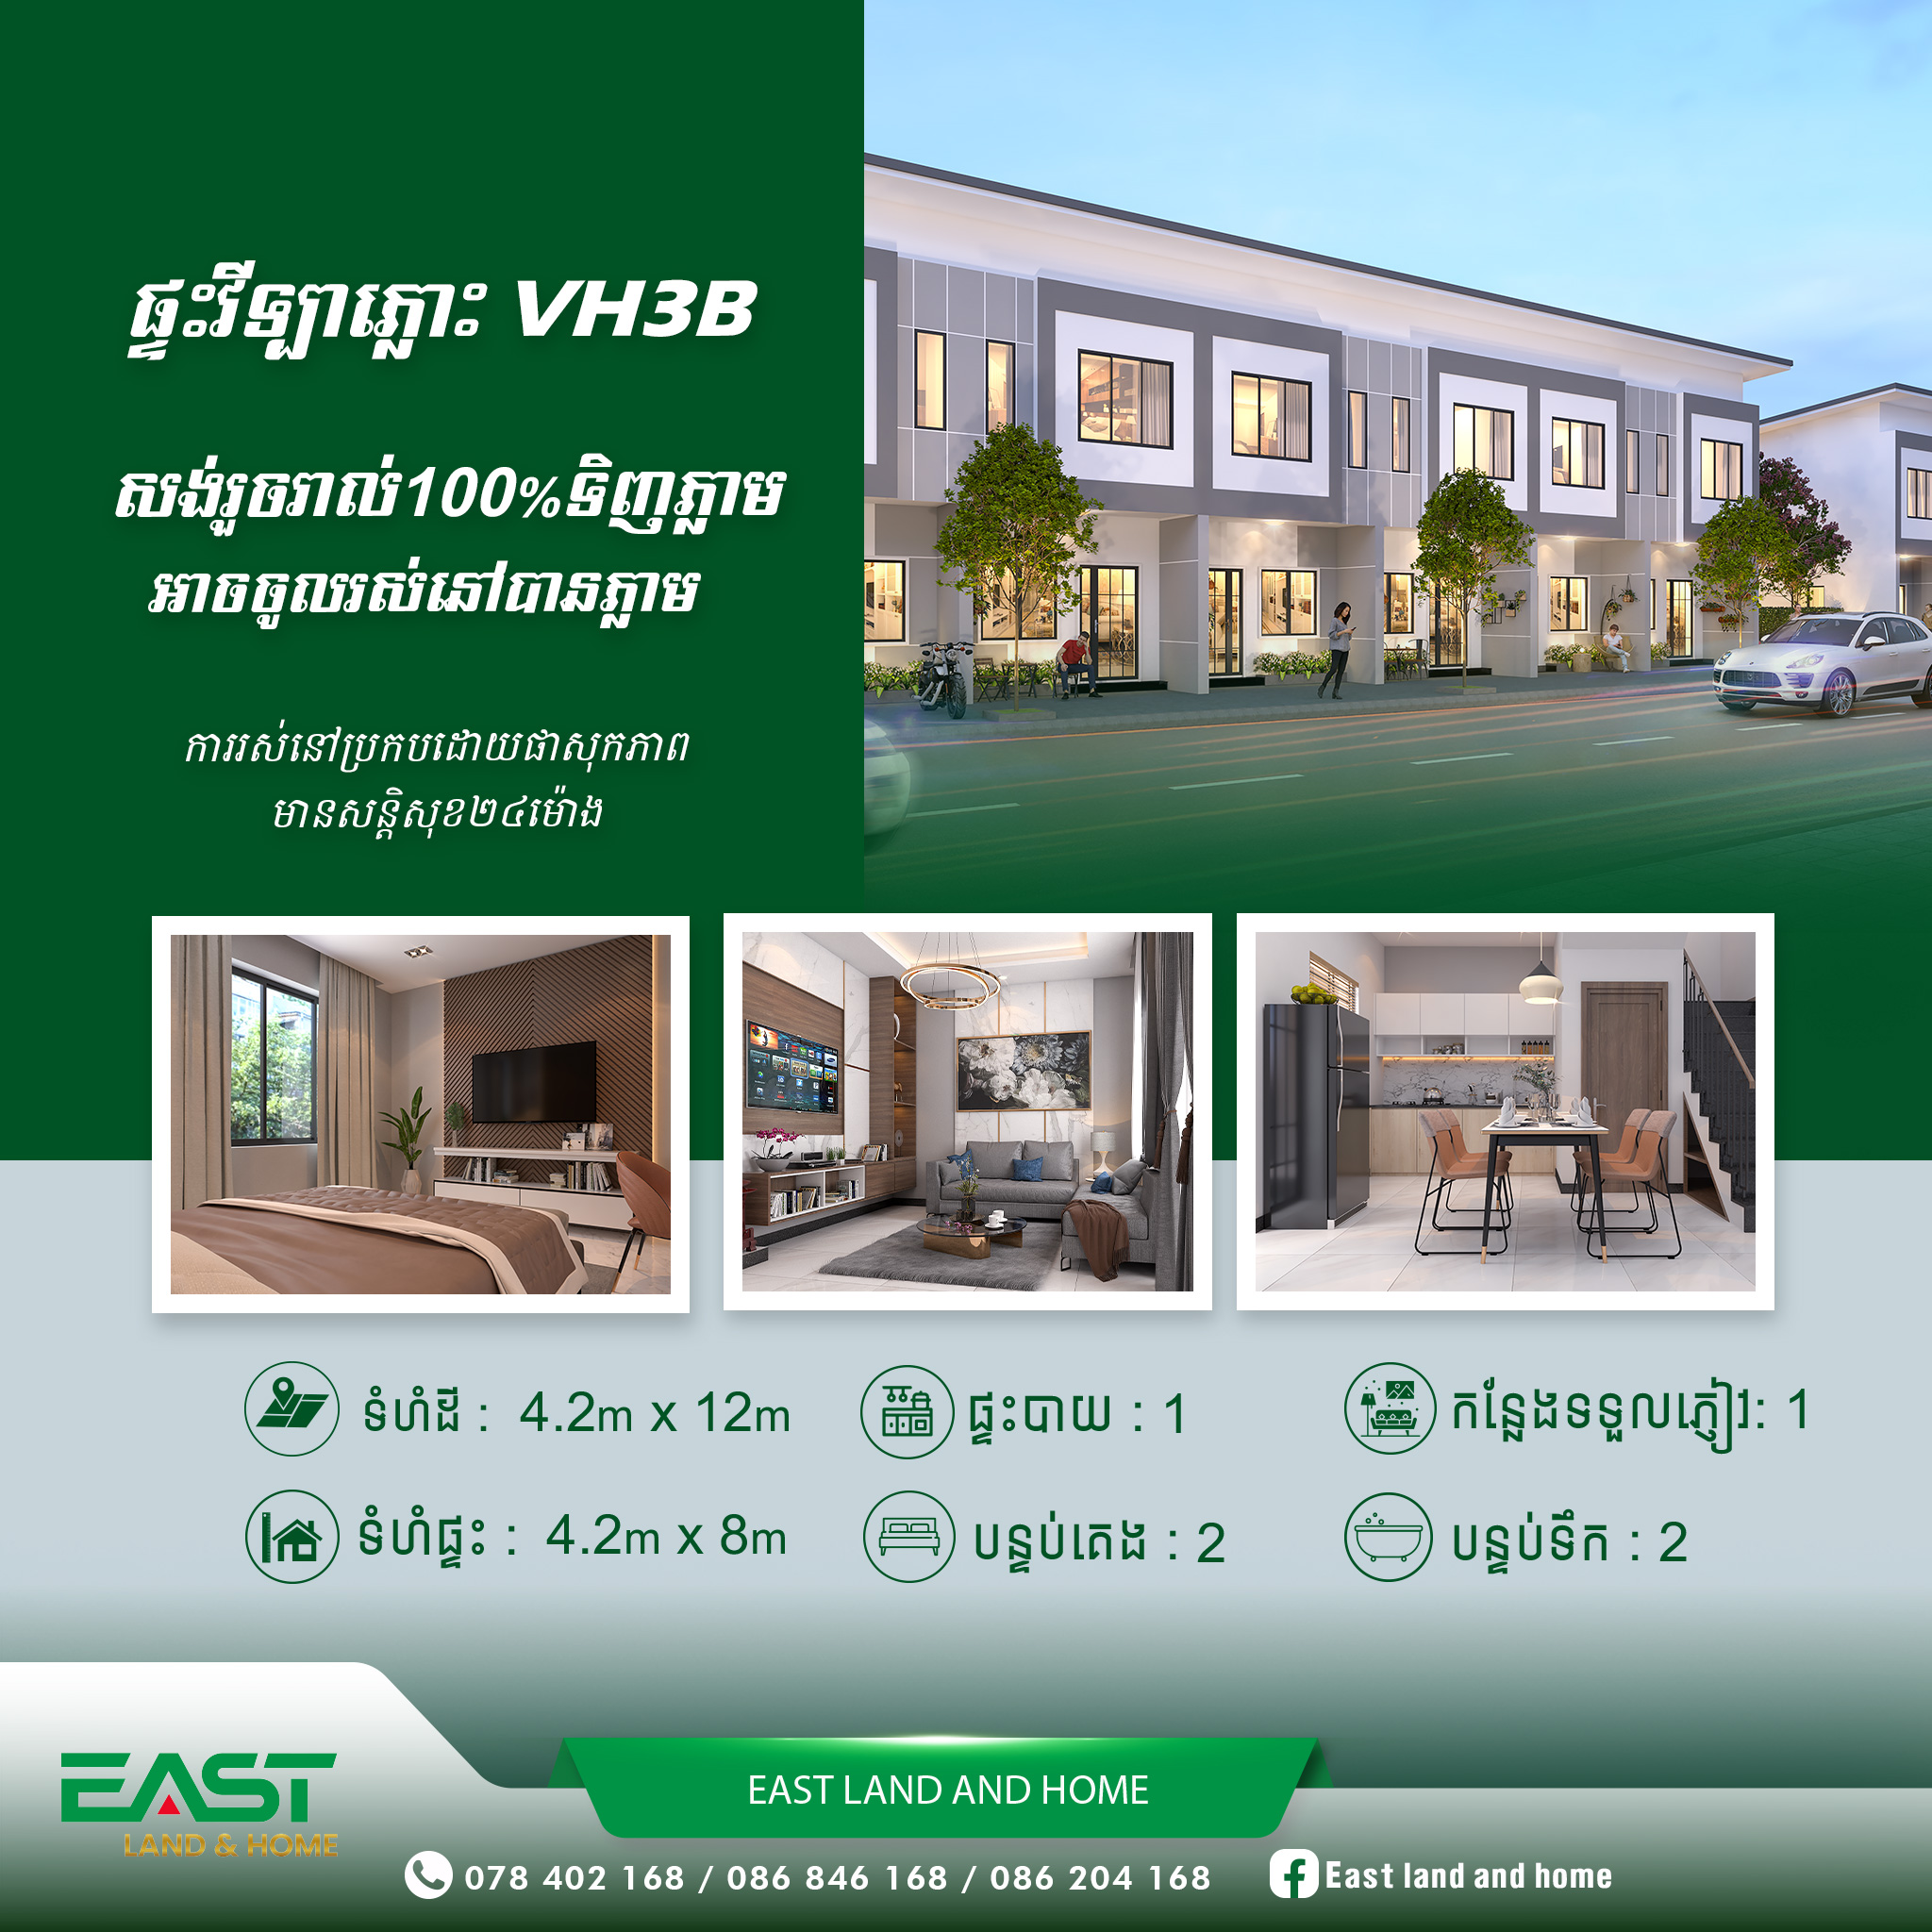 ផ្ទះវីឡាភ្លោះ VH3B
សង់រួចរាល់100%ទិញភ្លាម
អាចចូលរស់នៅបានភ្លាម
ការរស់នៅប្រកបដោយផាសុកភាព
មានសន្តិសុខ២៤ម៉ោង
ទំហំដី : 4.2m x 12m
ផ្ទះបាយ : 1
កន្លែងទទួលភ្ញៀវ: 1
ទំហំផ្ទះ : 4.2m x 8m
បន្ទប់គេង : 2
បន្ទប់ទឹក : 2
EAST
LAND & HOME
EAST LAND AND HOME
078 402 168 / 086 846 168 / 086 204 168
East land and home